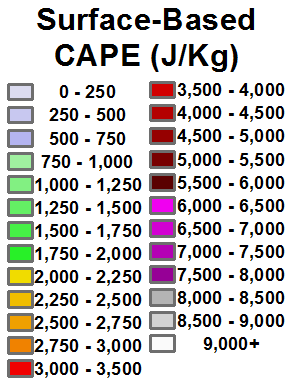 Surface-Based
CAPE (J/Kg)
0 - 250
250 - 500
500 - 750
750 - 1,000
1,000 - 1,250
1,250 - 1,500
1,500 - 1,750
1,750 - 2,000
2,000 - 2,250
2,250 - 2,500
2,500 - 2,750
2,750 - 3,000
3,000 - 3,500
3,500 - 4,000
4,000 - 4,500
4,500 - 5,000
5,000 - 5,500
5,500 - 6,000
6,000 - 6,500
6,500 - 7,000
7,000 - 7,500
7,500 - 8,000
8,000 - 8,500
8,500 - 9,000
9,000+